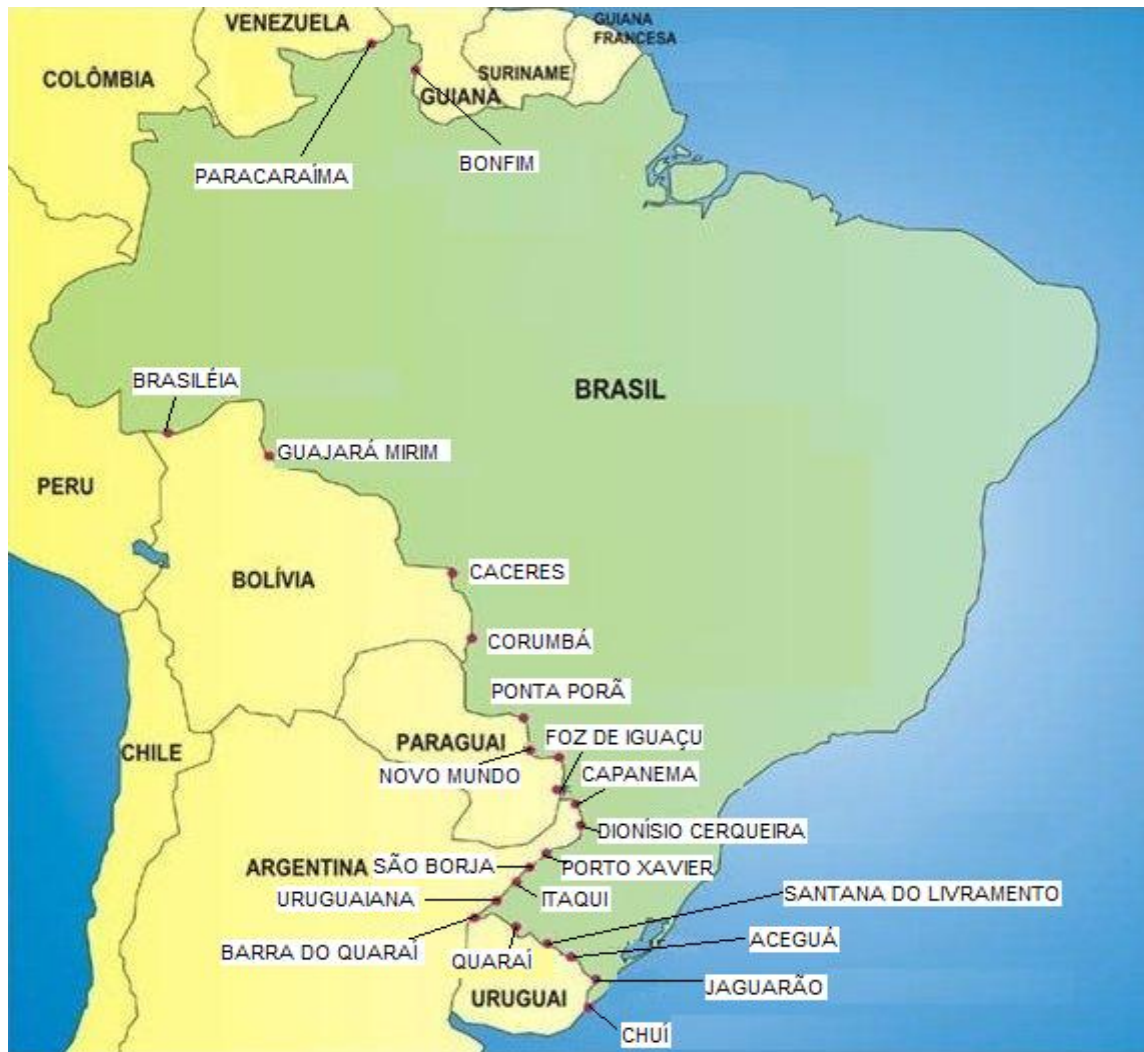 VENEZUELA
GUIANA
FRANCESA
COLÔMBIA
SURINAME
GUIANA
BONFIM
PARACARAÍMA
BRASILÉIA
BRASIL
GUAJARÁ MIRIM
PERU
CACERES
BOLÍVIA
CORUMBÁ
PONTA PORÃ
FOZ DE IGUAÇU
PARAGUAI
CHILE
NOVO MUNDO
CAPANEMA
DIONÍSIO CERQUEIRA
ARGENTINA
SÃO BORJA
PORTO XAVIER
SANTANA DO LIVRAMENTO
URUGUAIANA
ITAQUI
ACEGUÁ
BARRA DO QUARAÍ
QUARAÍ
JAGUARÃO
URUGUAI
CHUÍ